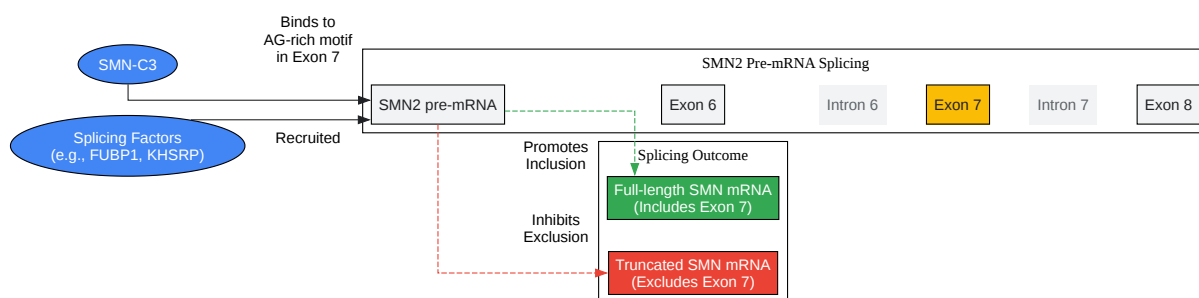 Binds to
AG-rich motif
in Exon 7
SMN-C3
SMN2 Pre-mRNA Splicing
SMN2 pre-mRNA
Exon 6
Intron 6
Exon 7
Intron 7
Exon 8
Splicing Factors
(e.g., FUBP1, KHSRP)
Recruited
Promotes
Inclusion
Splicing Outcome
Full-length SMN mRNA
(Includes Exon 7)
Inhibits
Exclusion
Truncated SMN mRNA
(Excludes Exon 7)